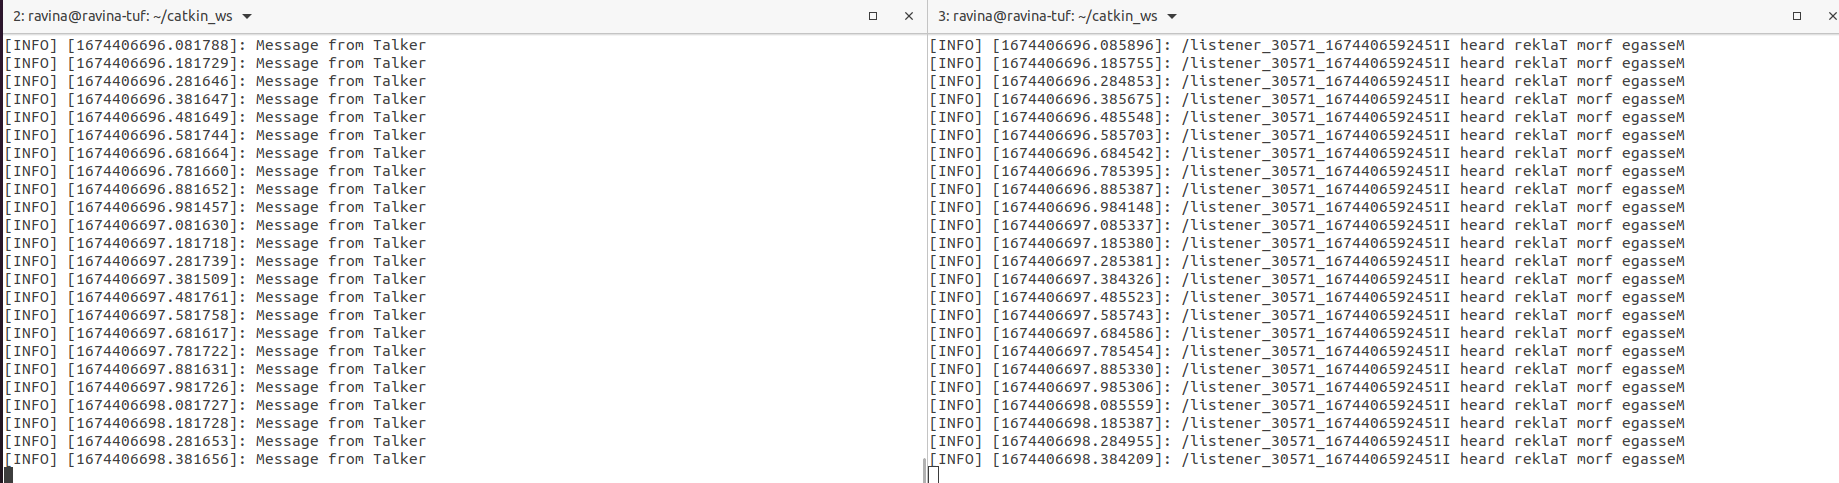 2: ravina@ravina-tuf: ~/catkin_ws
[INFO] [1674406696.081788]: Message from Talker
[INFO] [1674406696.181729]: Message from Talker
[INFO] [1674406696.281646]: Message from Talker
[INFO] [1674406696.381647]: Message from Talker
[INFO] [1674406696.481649]: Message from Talker
[INFO] [1674406696.581744]: Message from Talker
[INFO] [1674406696.681664]: Message from Talker
[INFO] [1674406696.781660]: Message from Talker
[INFO] [1674406696.881652]: Message from Talker
[INFO] [1674406696.981457]: Message from Talker
[INFO] [1674406697.081630]: Message from Talker
[INFO] [1674406697.181718]: Message from Talker
[INFO] [1674406697.281739]: Message from Talker
[INFO] [1674406697.381509]: Message from Talker
[INFO] [1674406697.481761]: Message from Talker
[INFO] [1674406697.581758]: Message from Talker
[INFO] [1674406697.681617]: Message from Talker
[INFO] [1674406697.781722]: Message from Talker
[INFO] [1674406697.881631]: Message from Talker
[INFO] [1674406697.981726]: Message from Talker
[INFO] [1674406698.081727]: Message from Talker
[INFO] [1674406698.181728]: Message from Talker
[INFO] [1674406698.281653]: Message from Talker
[INFO] [1674406698.381656]: Message from Talker
3: ravina@ravina-tuf: ~/catkin_ws
[INFO] [1674406696.085896]: /listener_30571_1674406592451I heard reklaT morf egasseM
[INFO] [1674406696.185755]: /listener_30571_1674406592451I heard reklaT morf egasseM
[INFO] [1674406696.284853]: /listener_30571_1674406592451I heard reklaT morf egasseM
[INFO] [1674406696.385675]: /listener_30571_1674406592451I heard reklaT morf egasseM
[INFO] [1674406696.485548]: /listener_30571_1674406592451I heard reklaT morf egasseM
[INFO] [1674406696.585703]: /listener_30571_1674406592451I heard reklaT morf egasseM
[INFO] [1674406696.684542]: /listener_30571_1674406592451I heard reklaT morf egasseM
[INFO] [1674406696.785395]: /listener_30571_1674406592451I heard reklaT morf egasseM
[INFO] [1674406696.885387]: /listener_30571_1674406592451I heard reklaT morf egasseM
[INFO] [1674406696.984148]: /listener_30571_1674406592451I heard reklaT morf egasseM
[INFO] [1674406697.085337]: /listener_30571_1674406592451I heard reklaT morf egasseM
[INFO] [1674406697.185380]: /listener_30571_1674406592451I heard reklaT morf egasseM
[INFO] [1674406697.285381]: /listener_30571_1674406592451I heard reklaT morf egasseM
[INFO] [1674406697.384326]: /listener_30571_1674406592451I heard reklaT morf egasseM
[INFO] [1674406697.485523]: /listener_30571_1674406592451I heard reklaT morf egasseM
[INFO] [1674406697.585743]: /listener_30571_1674406592451I heard reklaT morf egasseM
[INFO] [1674406697.684586]: /listener_30571_1674406592451I heard reklaT morf egasseM
[INFO] [1674406697.785454]: /listener_30571_1674406592451I heard reklaT morf egasseM
[INFO] [1674406697.885330]: /listener_30571_1674406592451I heard reklaT morf egasseM
[INFO] [1674406697.985306]: /listener_30571_1674406592451I heard reklaT morf egasseM
[INFO] [1674406698.085559]: /listener_30571_1674406592451I heard reklaT morf egasseM
[INFO] [1674406698.185387]: /listener_30571_1674406592451I heard reklaT morf egasseM
[INFO] [1674406698.284955]: /listener_30571_1674406592451I heard reklaT morf egasseM
[INFO] [1674406698.384209]: /listener_30571_1674406592451I heard reklaT morf egasseM